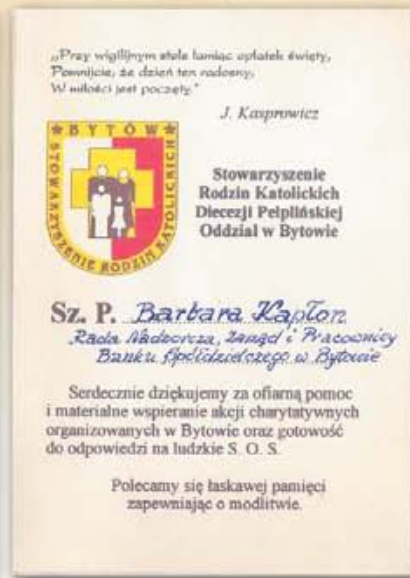 „Przy wigilijnym stole łamiąc opłatek święty,
Pomnijcie, że dzień ten radosny,
W miłości jest poczęty."
J. Kasprowicz
★ BYTÓW ★
STOWARZYSZENIE RODZIN KATOLICKICH
Stowarzyszenie
Rodzin Katolickich
Diecezji Pelplińskiej
Oddział w Bytowie
Sz. P. Barbara Kapłon
Rada Nadzorcza, Zarząd i Pracownicy
Banku Spółdzielczego w Bytowie
Serdecznie dziękujemy za ofiarną pomoc
i materialne wspieranie akcji charytatywnych
organizowanych w Bytowie oraz gotowość
do odpowiedzi na ludzkie S. O. S.
Polecamy się łaskawej pamięci
zapewniając o modlitwie.